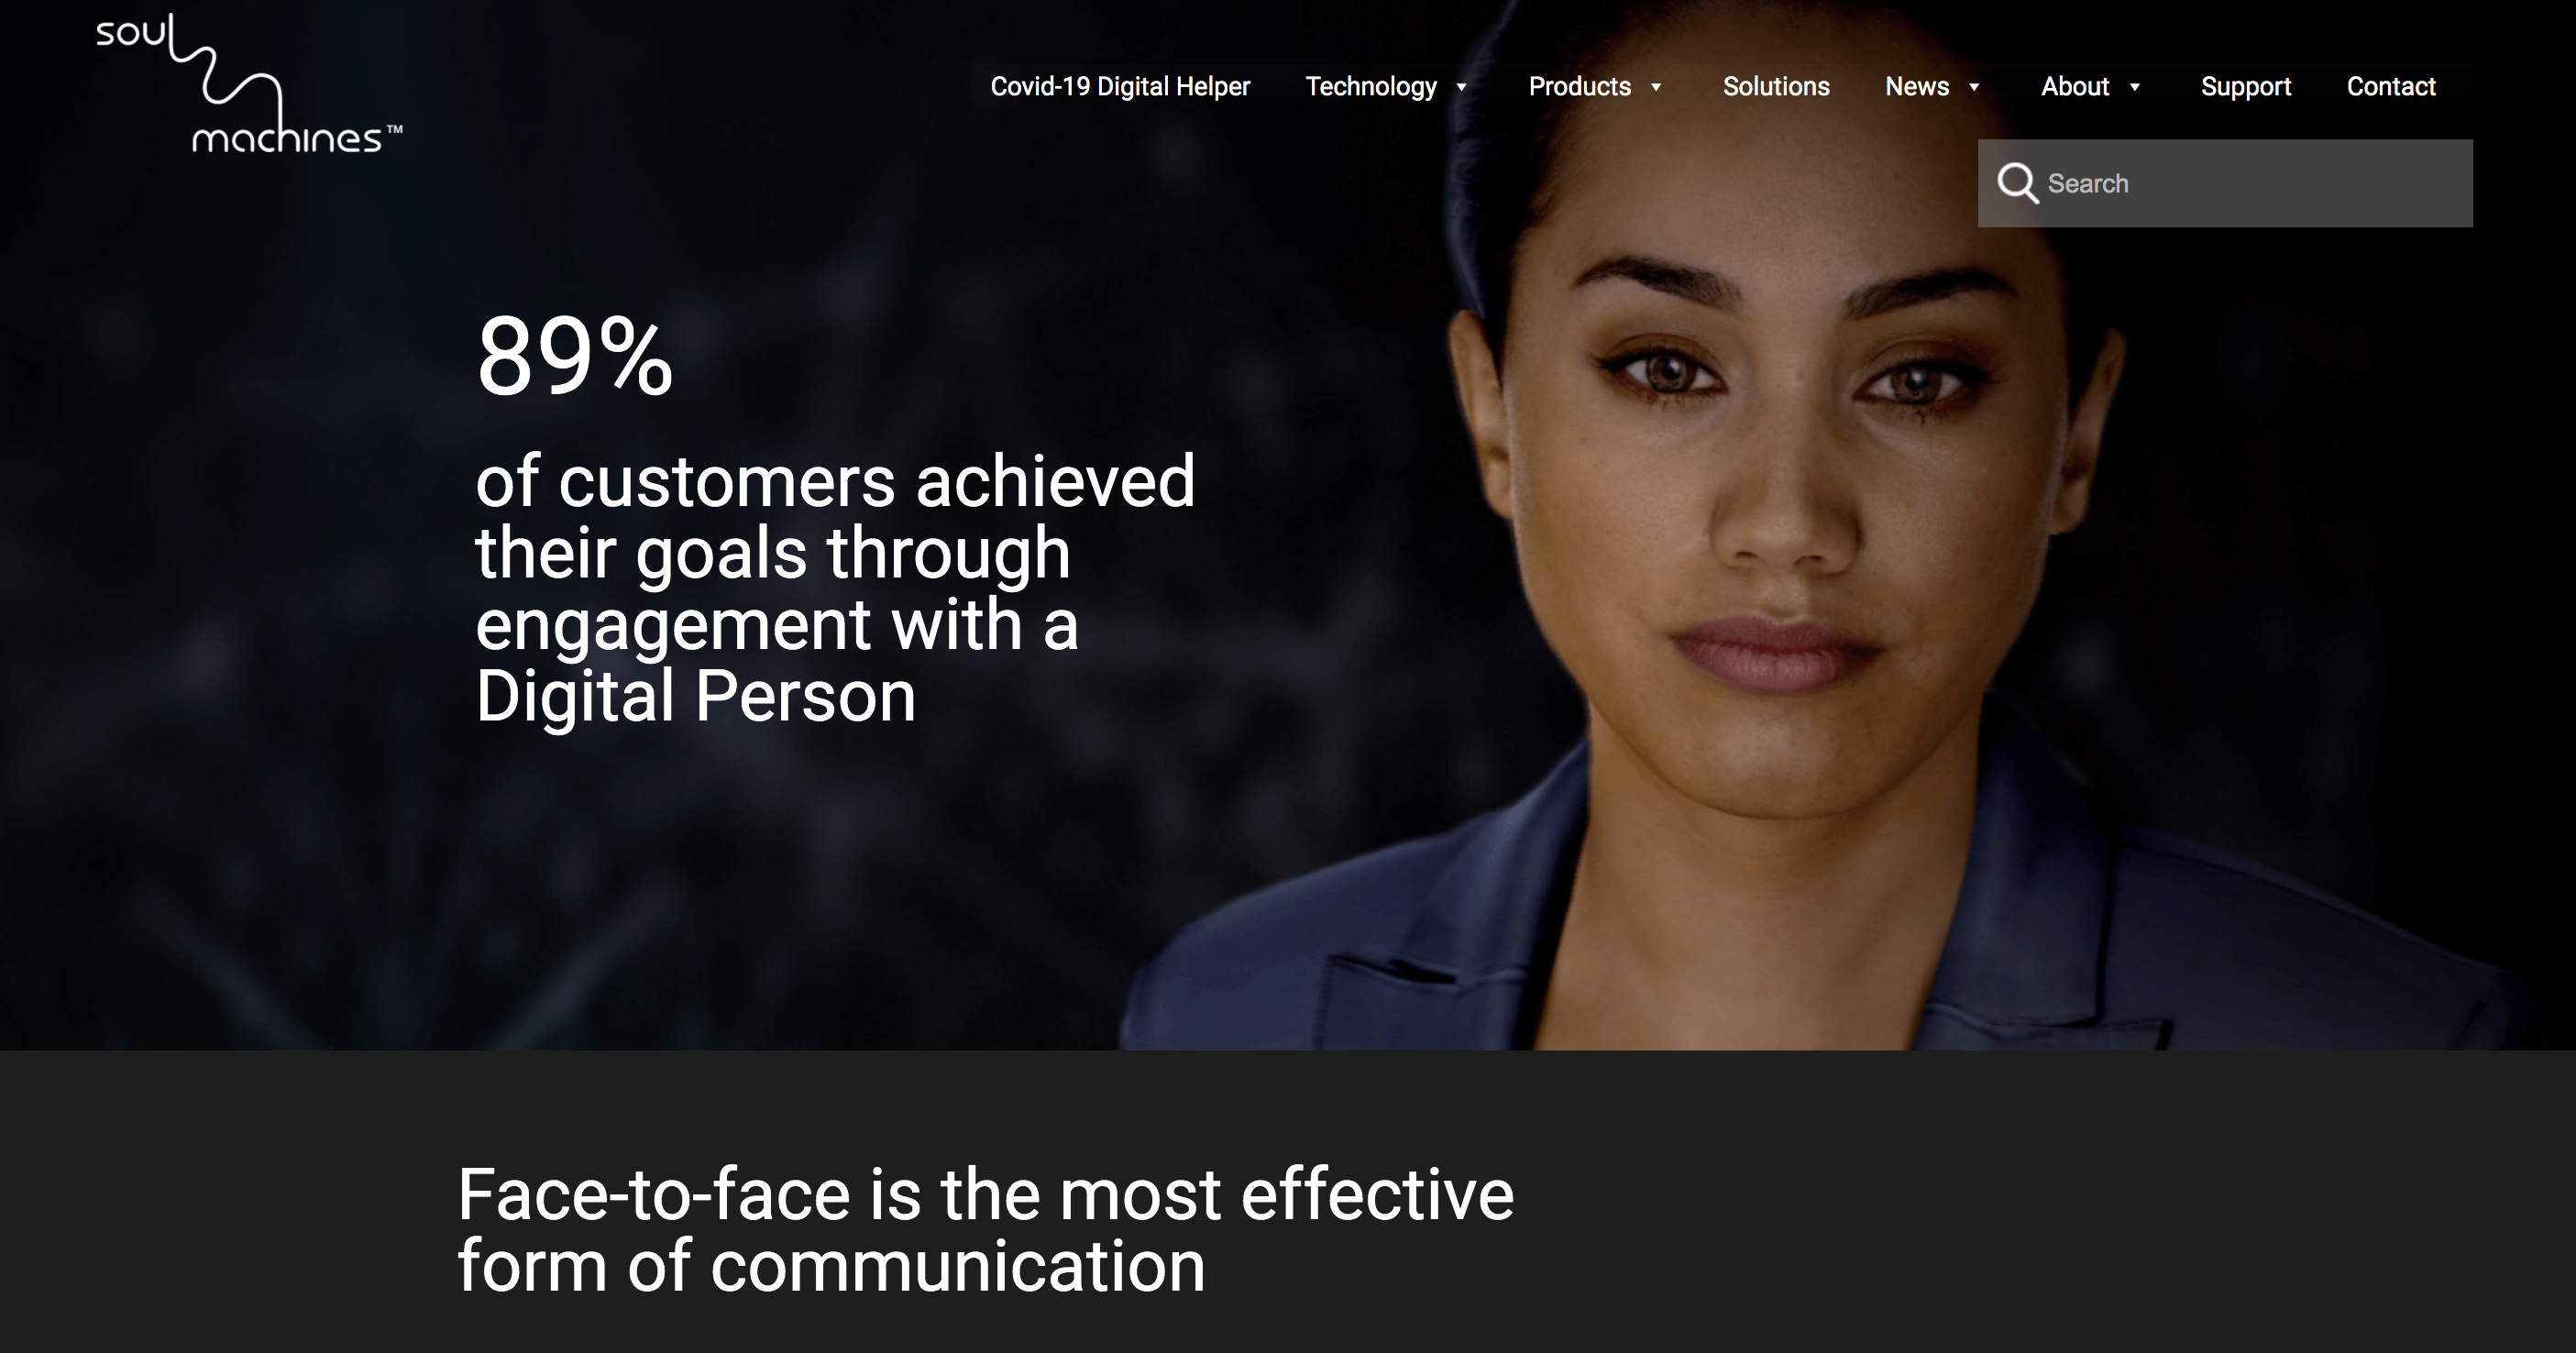 soul
machines™
Covid-19 Digital Helper Technology Products Solutions News About Support Contact
Search
89%
of customers achieved
their goals through
engagement with a
Digital Person
Face-to-face is the most effective
form of communication